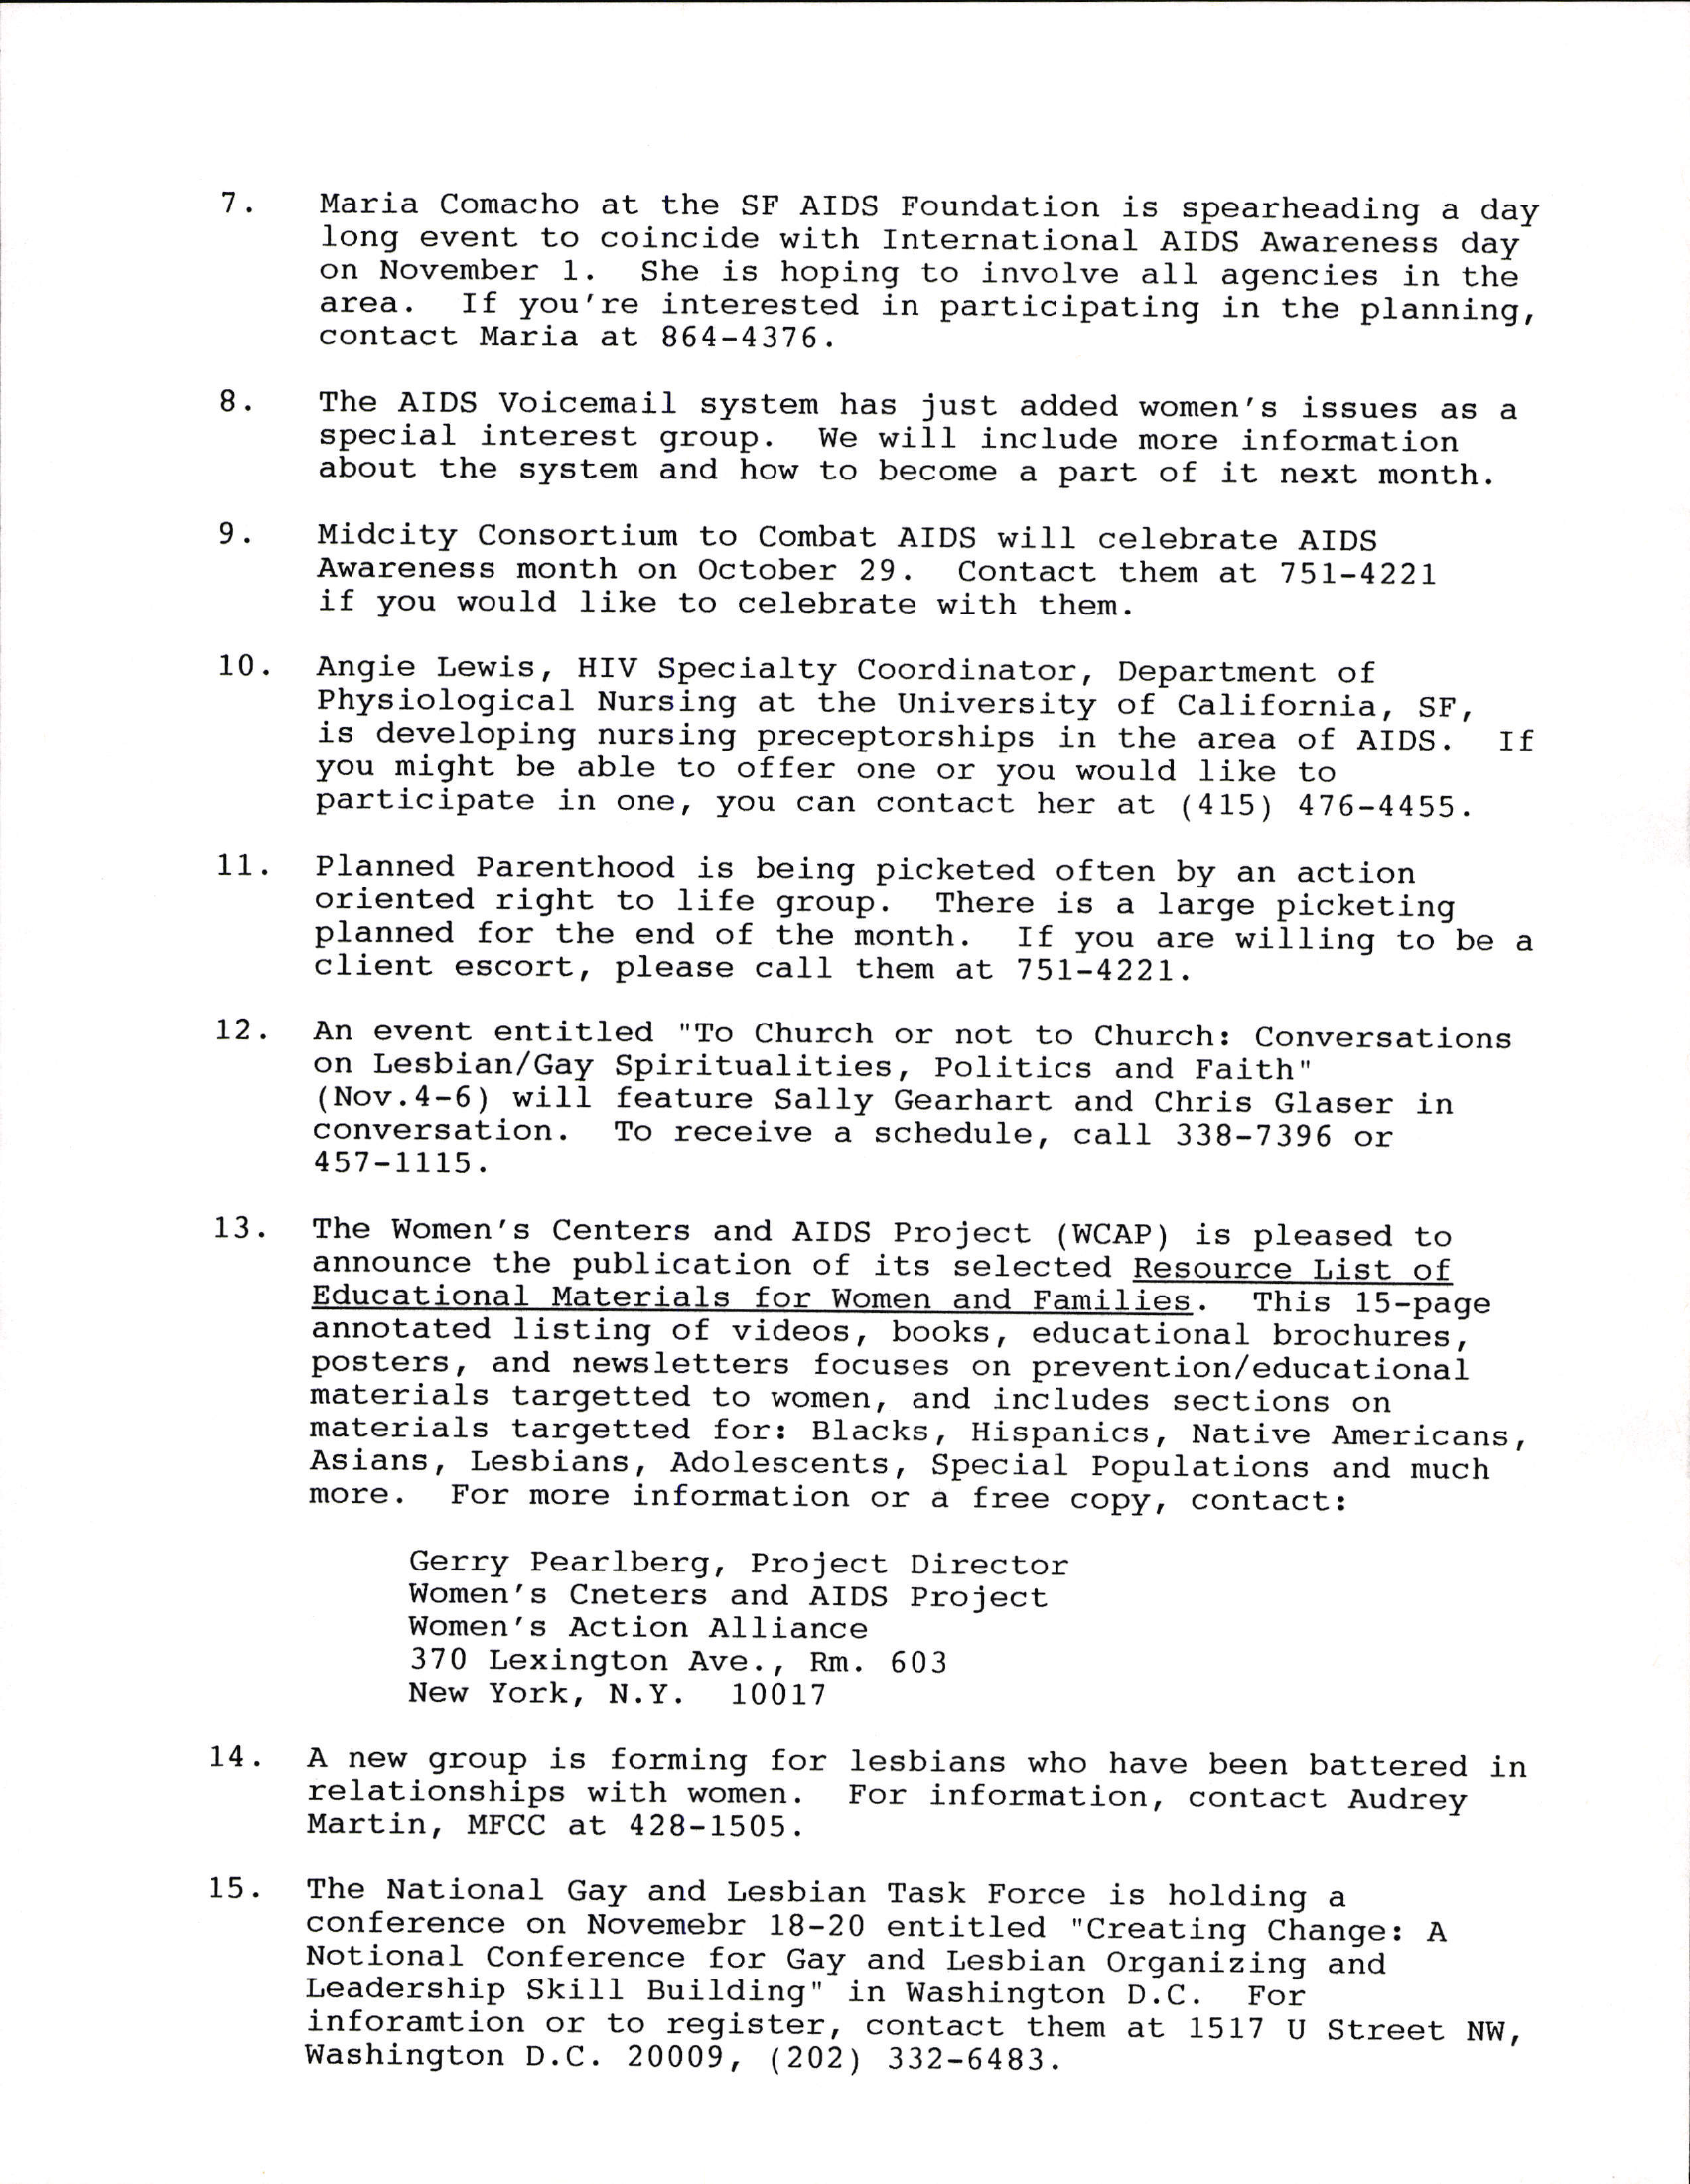 7. Maria Comacho at the SF AIDS Foundation is spearheading a day
long event to coincide with International AIDS Awareness day
on November 1. She is hoping to involve all agencies in the
area. If you're interested in participating in the planning,
contact Maria at 864-4376.
8. The AIDS Voicemail system has just added women's issues as a
special interest group. We will include more information
about the system and how to become a part of it next month.
9. Midcity Consortium to Combat AIDS will celebrate AIDS
Awareness month on October 29. Contact them at 751-4221
if you would like to celebrate with them.
10. Angie Lewis, HIV Specialty Coordinator, Department of
Physiological Nursing at the University of California, SF,
is developing nursing preceptorships in the area of AIDS. If
you might be able to offer one or you would like to
participate in one, you can contact her at (415) 476-4455.
11. Planned Parenthood is being picketed often by an action
oriented right to life group. There is a large picketing
planned for the end of the month. If you are willing to be a
client escort, please call them at 751-4221.
12. An event entitled "To Church or not to Church: Conversations
on Lesbian/Gay Spiritualities, Politics and Faith"
(Nov.4-6) will feature Sally Gearhart and Chris Glaser in
conversation. To receive a schedule, call 338-7396 or
457-1115.
13. The Women's Centers and AIDS Project (WCAP) is pleased to
announce the publication of its selected Resource List of
Educational Materials for Women and Families. This 15-page
annotated listing of videos, books, educational brochures,
posters, and newsletters focuses on prevention/educational
materials targetted to women, and includes sections on
materials targetted for: Blacks, Hispanics, Native Americans,
Asians, Lesbians, Adolescents, Special Populations and much
more. For more information or a free copy, contact:
Gerry Pearlberg, Project Director
Women's Cneters and AIDS Project
Women's Action Alliance
370 Lexington Ave., Rm. 603
New York, N.Y. 10017
14. A new group is forming for lesbians who have been battered in
relationships with women. For information, contact Audrey
Martin, MFCC at 428-1505.
15. The National Gay and Lesbian Task Force is holding a
conference on Novemebr 18-20 entitled "Creating Change: A
Notional Conference for Gay and Lesbian Organizing and
Leadership Skill Building" in Washington D.C. For
inforamtion or to register, contact them at 1517 U Street NW,
Washington D.C. 20009, (202) 332-6483.